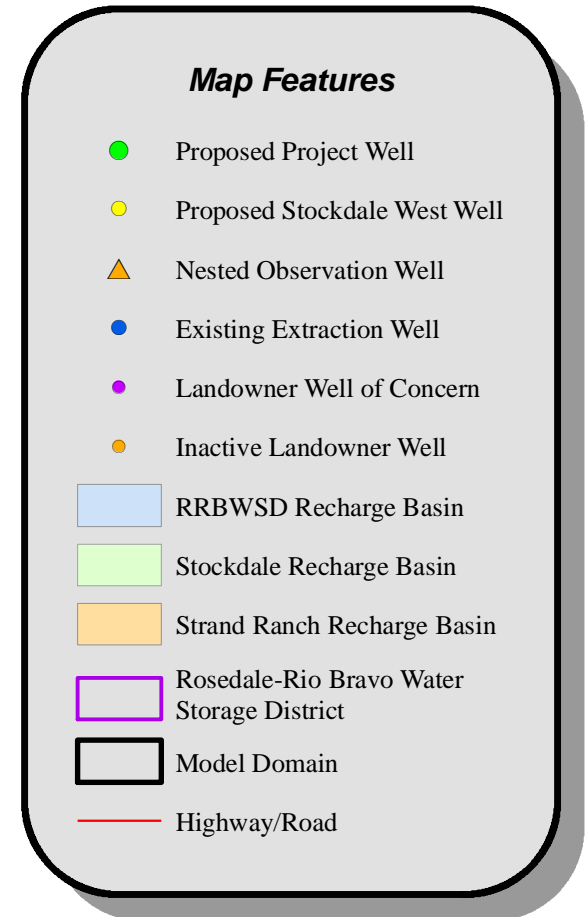 Map Features
Proposed Project Well
Proposed Stockdale West Well
Nested Observation Well
Existing Extraction Well
Landowner Well of Concern
Inactive Landowner Well
RRBWSD Recharge Basin
Stockdale Recharge Basin
Strand Ranch Recharge Basin
Rosedale-Rio Bravo Water
Storage District
Model Domain
Highway/Road